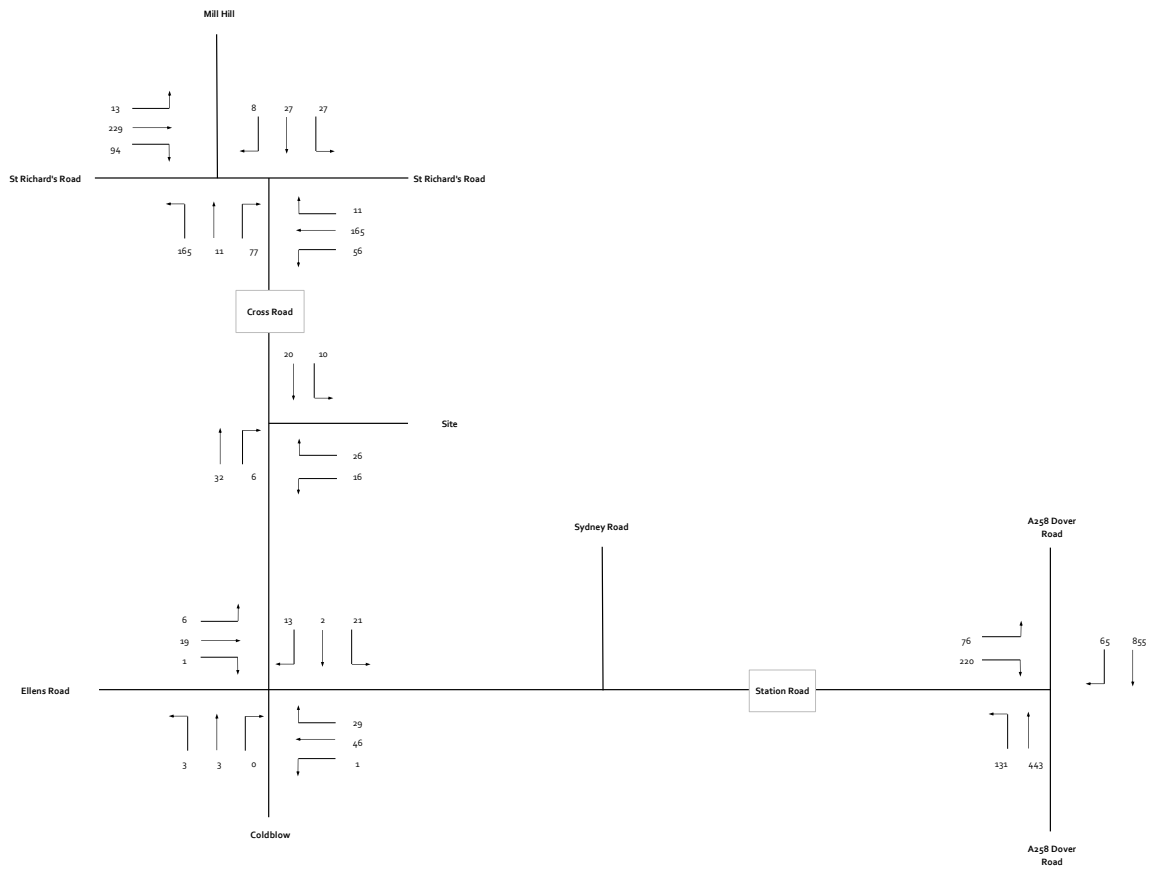 Mill Hill
13
8 27 27
229
94
St Richard's Road St Richard's Road
11
165
165 11 77 56
Cross Road
20 10
Site
26
32 6 16
Sydney Road
A258 Dover
Road
6 13 2 21
19 76 65 855
1 220
Ellens Road Station Road
29
46
3 3 0 1 131 443
Coldblow
A258 Dover
Road